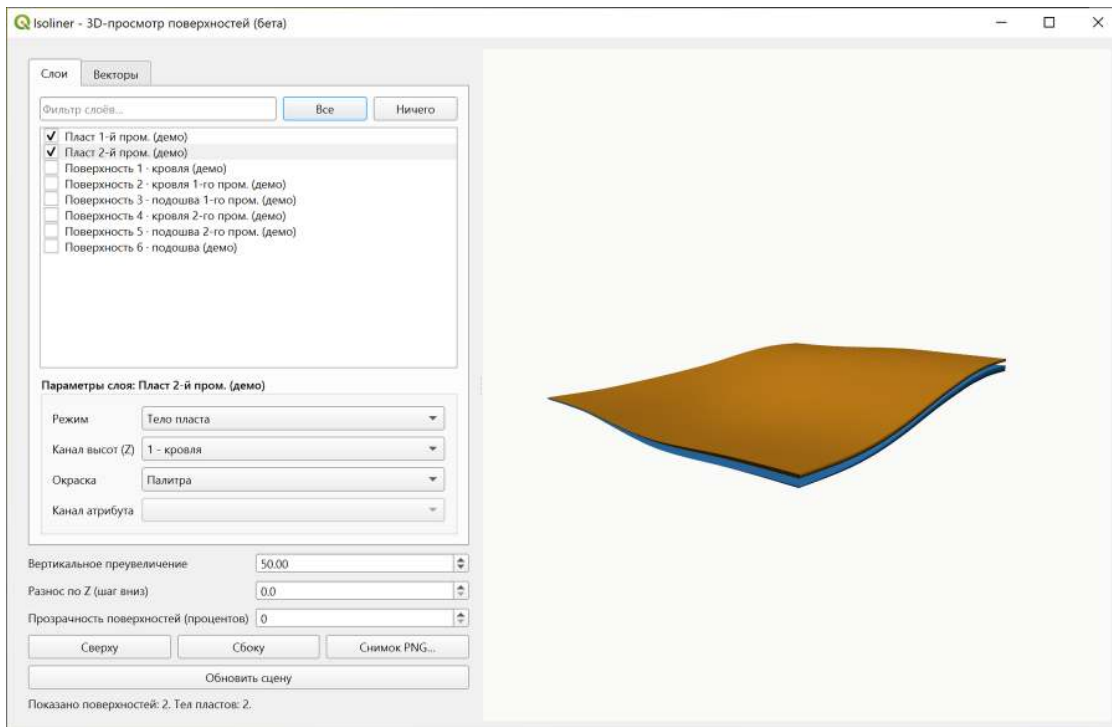 Isoliner - 3D-просмотр поверхностей (бета)
Слои Векторы
Фильтр слоёв... Все Ничего
Пласт 1-й пром. (демо)
Пласт 2-й пром. (демо)
Поверхность 1 - кровля (демо)
Поверхность 2 - кровля 1-го пром. (демо)
Поверхность 3 - подошва 1-го пром. (демо)
Поверхность 4 - кровля 2-го пром. (демо)
Поверхность 5 - подошва 2-го пром. (демо)
Поверхность 6 - подошва (демо)
Параметры слоя: Пласт 2-й пром. (демо)
Режим Тело пласта
Канал высот (Z) 1 - кровля
Окраска Палитра
Канал атрибута
Вертикальное преувеличение 50.00
Разнос по Z (шаг вниз) 0.0
Прозрачность поверхностей (процентов) 0
Сверху Сбоку Снимок PNG...
Обновить сцену
Показано поверхностей: 2. Тел пластов: 2.